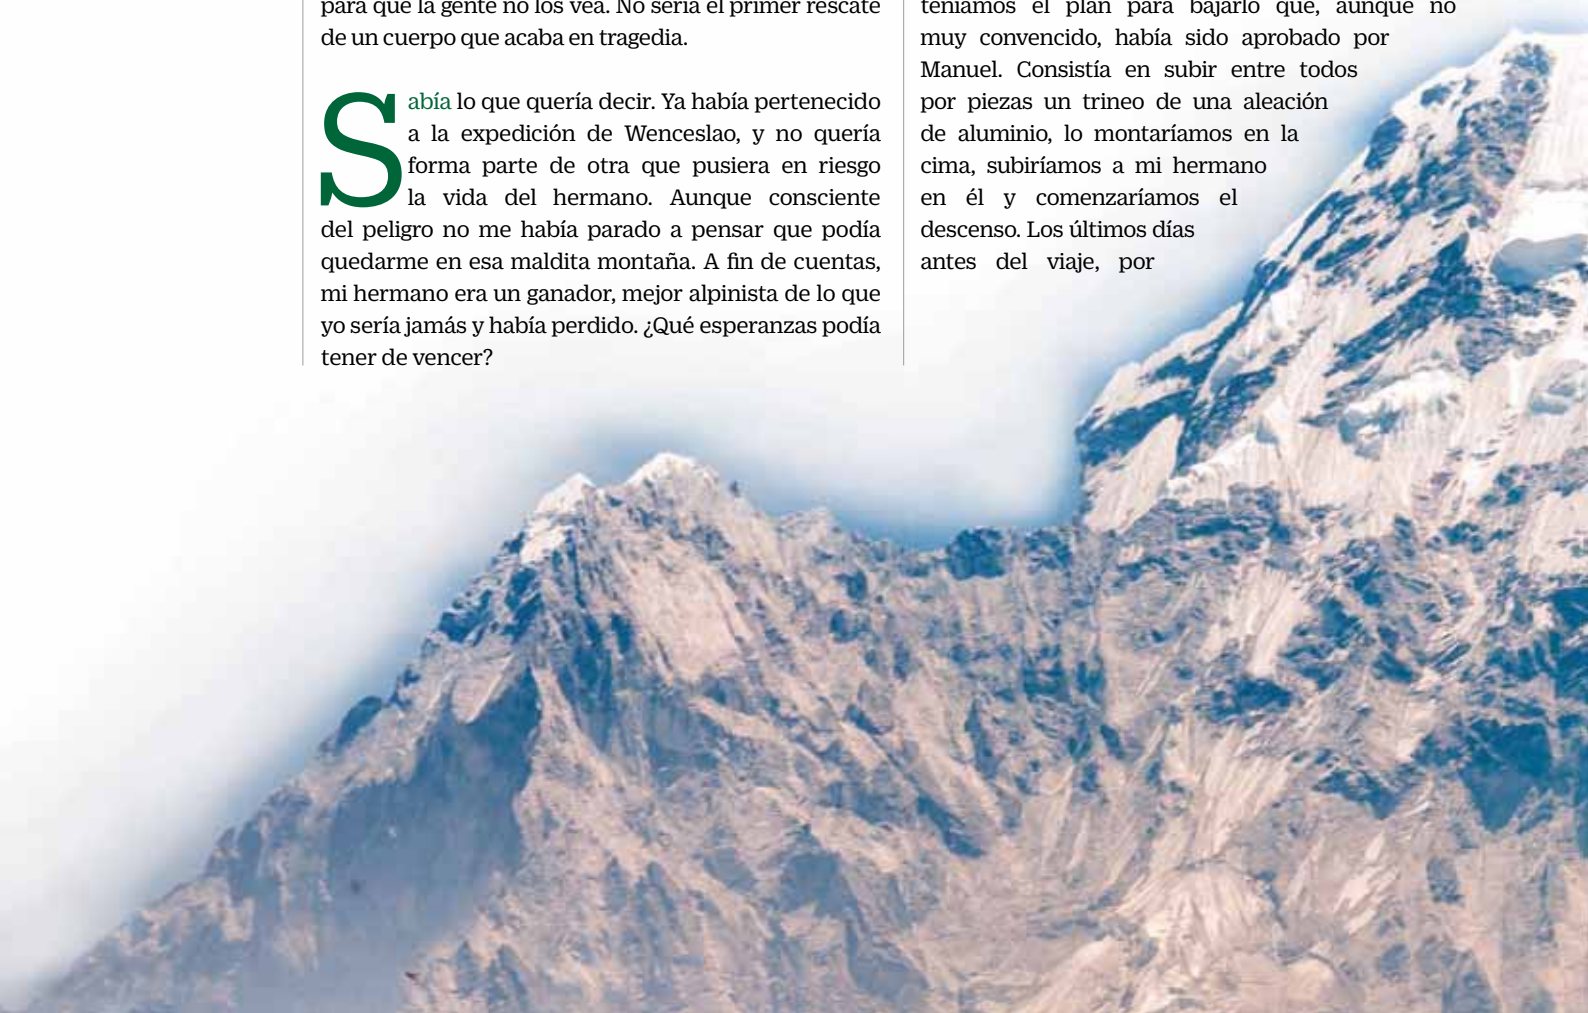 para que la gente no los vea. No sería el primer rescate
de un cuerpo que acaba en tragedia.
Sabía lo que quería decir. Ya había pertenecido
a la expedición de Wenceslao, y no quería
forma parte de otra que pusiera en riesgo
la vida del hermano. Aunque consciente
del peligro no me había parado a pensar que podía
quedarme en esa maldita montaña. A fin de cuentas,
mi hermano era un ganador, mejor alpinista de lo que
yo sería jamás y había perdido. ¿Qué esperanzas podía
tener de vencer?
teníamos el plan para bajarlo que, aunque no
muy convencido, había sido aprobado por
Manuel. Consistía en subir entre todos
por piezas un trineo de una aleación
de aluminio, lo montaríamos en la
cima, subiríamos a mi hermano
en él y comenzaríamos el
descenso. Los últimos días
antes del viaje, por